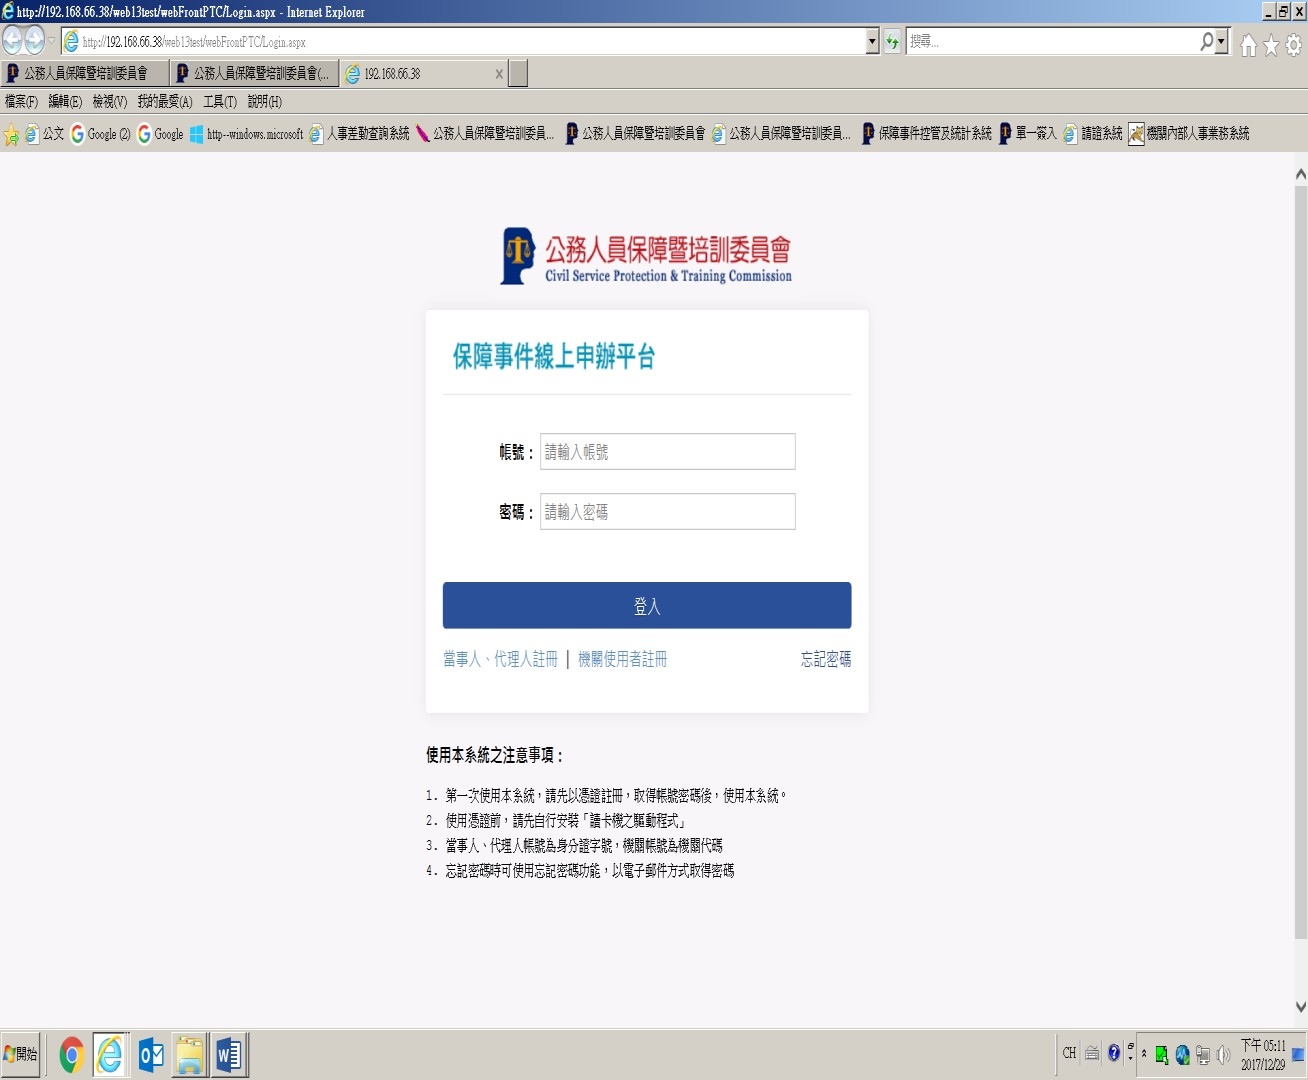 http://192.168.66.38/web13test/webFrontPTC/Login.aspx - Internet Explorer
http://192.168.66.38/web13test/webFrontPTC/Login.aspx
搜尋...
公務人員保障暨培訓委員會
公務人員保障暨培訓委員會(...
192.168.66.38
檔案(F) 編輯(E) 檢視(V) 我的最愛(A) 工具(T) 說明(H)
公文 Google (2) Google http--windows.microsoft 人事差勤查詢系統 公務人員保障暨培訓委員... 公務人員保障暨培訓委員會 公務人員保障暨培訓委員... 保障事件控管及統計系統 單一簽入 請證系統 機關內部人事業務系統
公務人員保障暨培訓委員會
Civil Service Protection & Training Commission
保障事件線上申辦平台
帳號： 請輸入帳號
密碼： 請輸入密碼
登入
當事人、代理人註冊 | 機關使用者註冊 忘記密碼
使用本系統之注意事項：
1. 第一次使用本系統，請先以憑證註冊，取得帳號密碼後，使用本系統。
2. 使用憑證前，請先自行安裝「讀卡機之驅動程式」
3. 當事人、代理人帳號為身分證字號，機關帳號為機關代碼
4. 忘記密碼時可使用忘記密碼功能，以電子郵件方式取得密碼
開始
CH
下午 05:11
2017/12/29